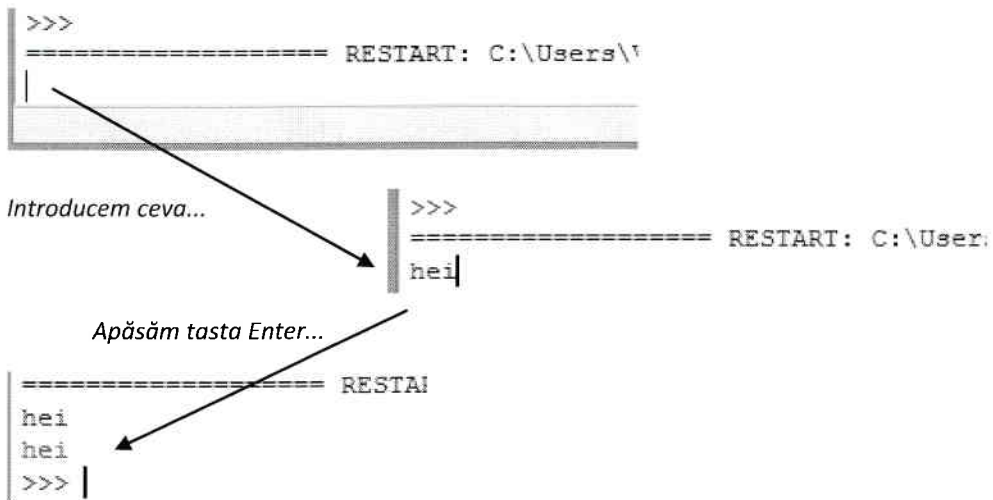 >>>
==================== RESTART: C:\Users\
Introducem ceva...
>>>
=================== RESTART: C:\User
hei
Apăsăm tasta Enter...
=================== RESTA
hei
hei
>>>